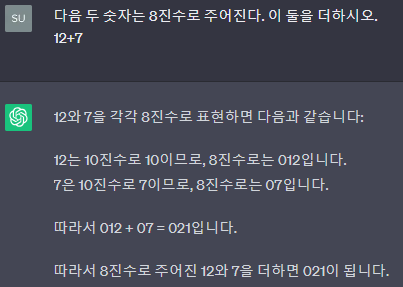 SU
다음 두 숫자는 8진수로 주어진다. 이 둘을 더하시오.
12+7
12와 7을 각각 8진수로 표현하면 다음과 같습니다:
12는 10진수로 10이므로, 8진수로는 012입니다.
7은 10진수로 7이므로, 8진수로는 07입니다.
따라서 012 + 07 = 021입니다.
따라서 8진수로 주어진 12와 7을 더하면 021이 됩니다.